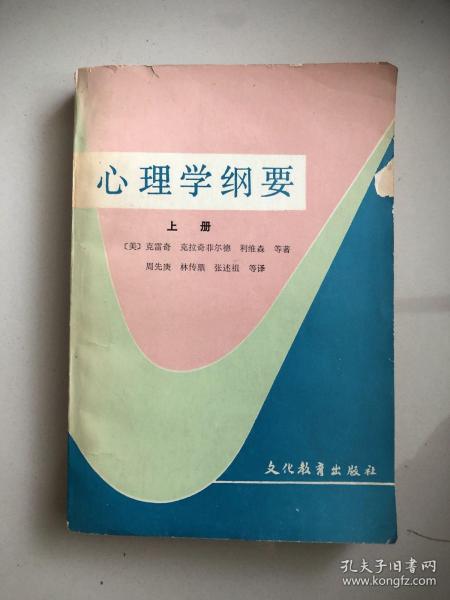 心理学纲要
上册
〔美〕克雷奇 克拉奇菲尔德 利维森 等著
周先庚 林传鼎 张述祖 等译
文化教育出版社
孔夫子旧书网
www.kongfz.com